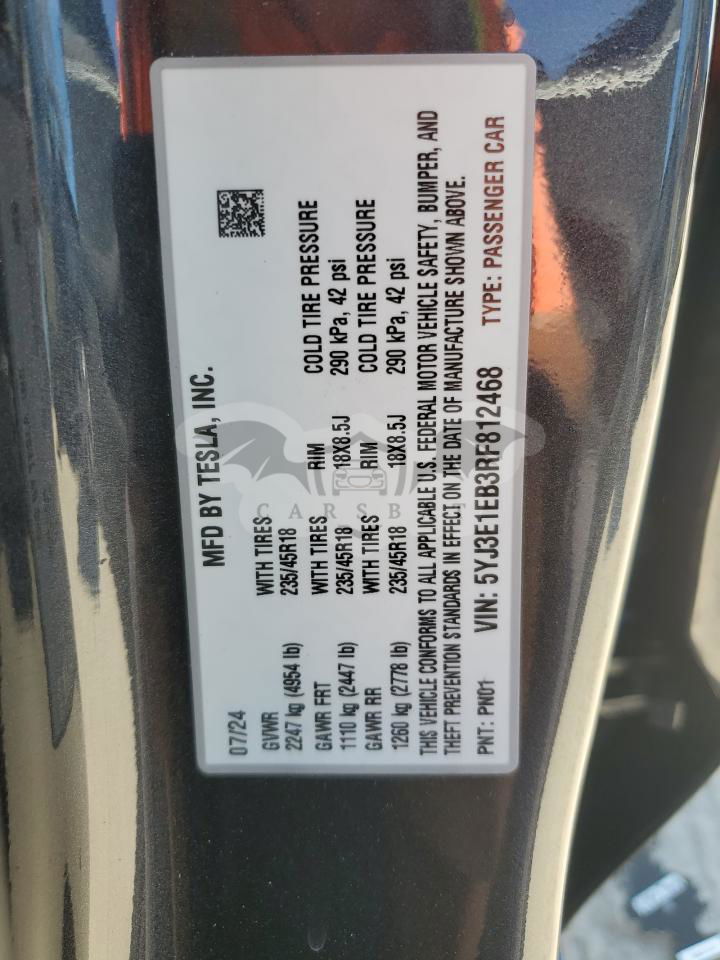 MFD BY TESLA, INC.
07/24
GVWR WITH TIRES
2247 kg (4954 lb) 235/45R18
GAWR FRT WITH TIRES RIM COLD TIRE PRESSURE
1110 kg (2447 lb) 235/45R18 18X8.5J 290 kPa, 42 psi
GAWR RR WITH TIRES RIM COLD TIRE PRESSURE
1260 kg (2778 lb) 235/45R18 18X8.5J 290 kPa, 42 psi
THIS VEHICLE CONFORMS TO ALL APPLICABLE U.S. FEDERAL MOTOR VEHICLE SAFETY, BUMPER, AND
THEFT PREVENTION STANDARDS IN EFFECT ON THE DATE OF MANUFACTURE SHOWN ABOVE.
PNT: PN01 VIN: 5YJ3E1EB3RF812468 TYPE: PASSENGER CAR